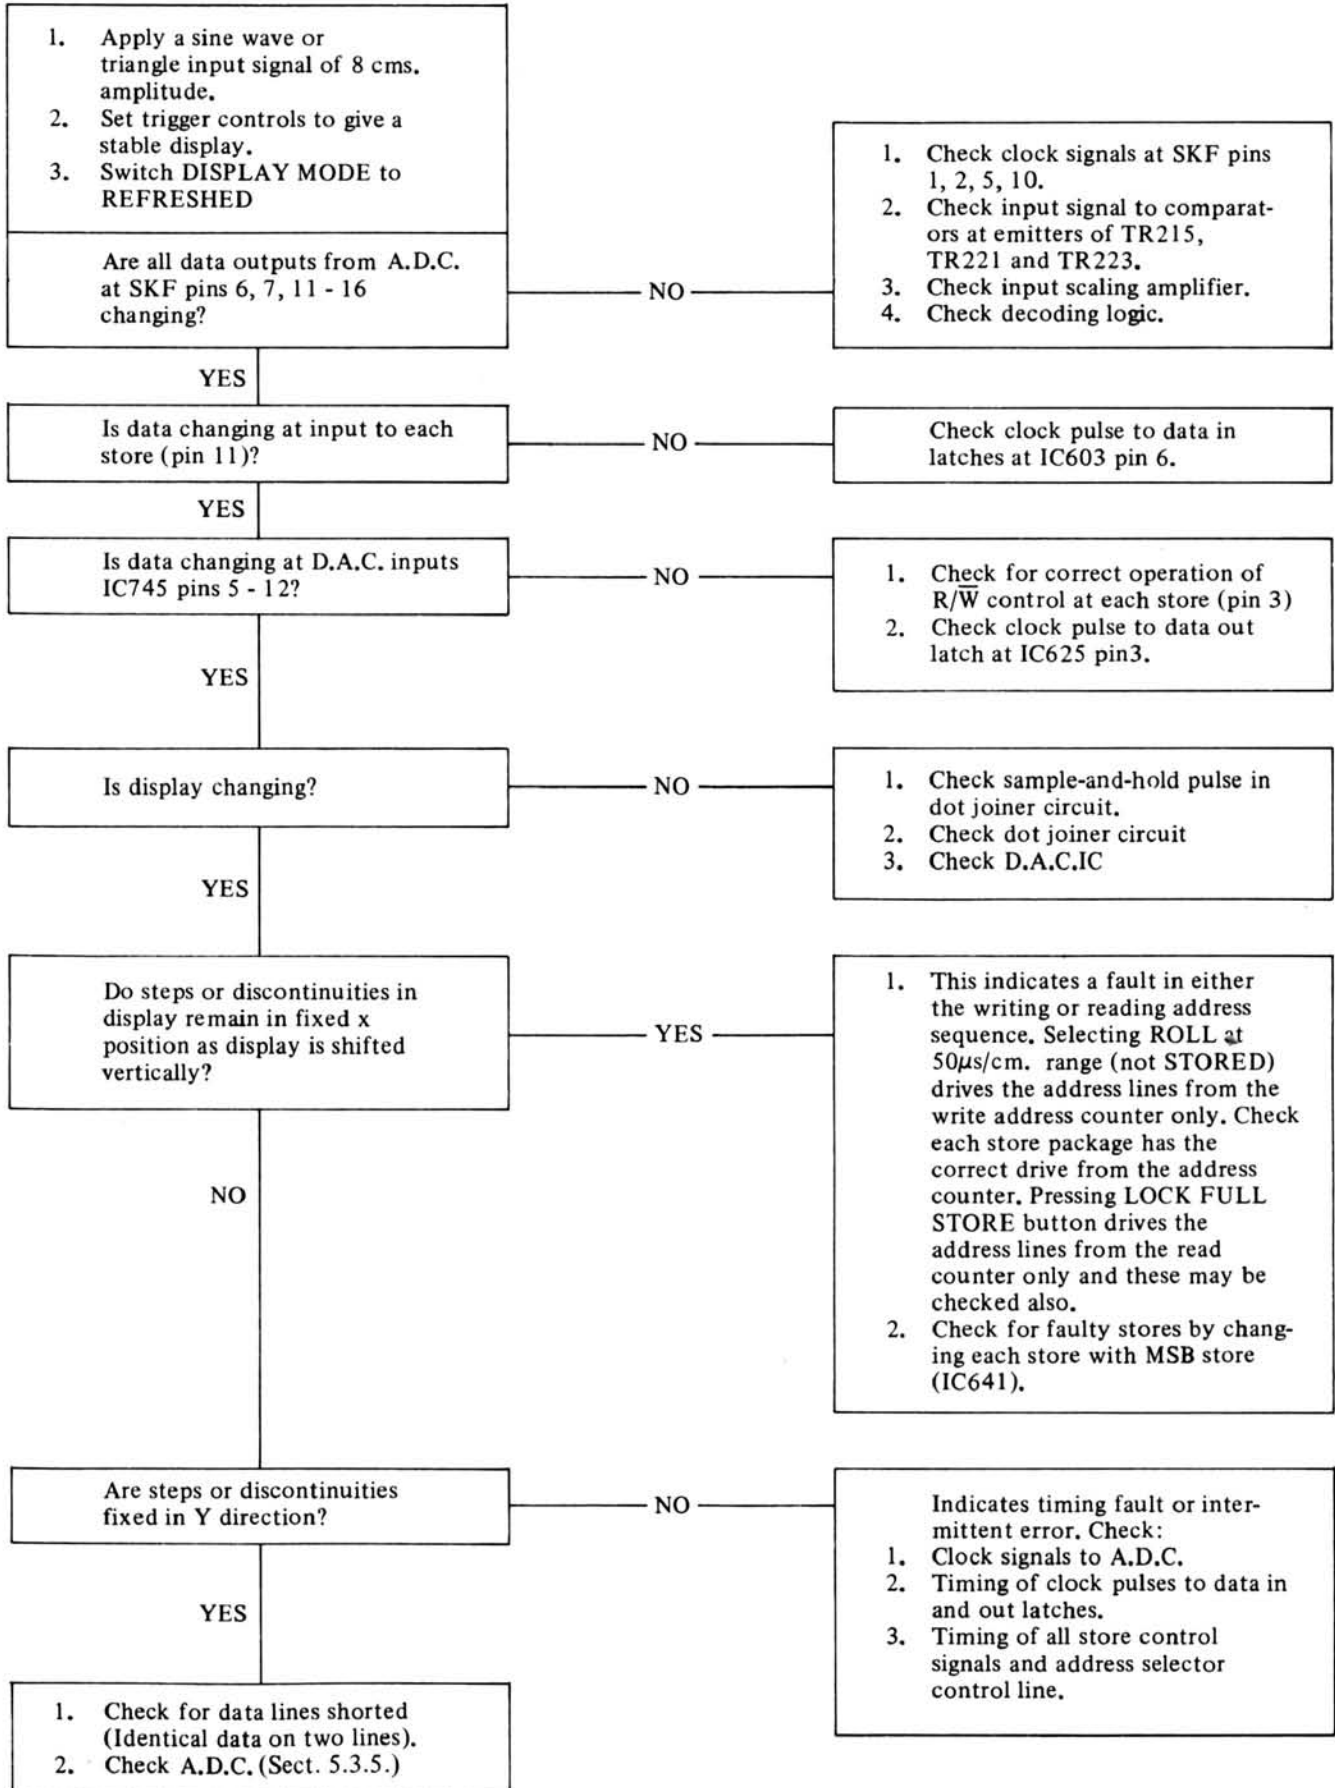 1. Apply a sine wave or
triangle input signal of 8 cms.
amplitude.
2. Set trigger controls to give a
stable display.
3. Switch DISPLAY MODE to
REFRESHED
Are all data outputs from A.D.C.
at SKF pins 6, 7, 11 - 16
changing?
NO
1. Check clock signals at SKF pins
1, 2, 5, 10.
2. Check input signal to comparat-
ors at emitters of TR215,
TR221 and TR223.
3. Check input scaling amplifier.
4. Check decoding logic.
YES
Is data changing at input to each
store (pin 11)?
NO
Check clock pulse to data in
latches at IC603 pin 6.
YES
Is data changing at D.A.C. inputs
IC745 pins 5 - 12?
NO
1. Check for correct operation of
R/W̅ control at each store (pin 3)
2. Check clock pulse to data out
latch at IC625 pin3.
YES
Is display changing?
NO
1. Check sample-and-hold pulse in
dot joiner circuit.
2. Check dot joiner circuit
3. Check D.A.C.IC
YES
Do steps or discontinuities in
display remain in fixed x
position as display is shifted
vertically?
YES
1. This indicates a fault in either
the writing or reading address
sequence. Selecting ROLL at
50μs/cm. range (not STORED)
drives the address lines from the
write address counter only. Check
each store package has the
correct drive from the address
counter. Pressing LOCK FULL
STORE button drives the
address lines from the read
counter only and these may be
checked also.
2. Check for faulty stores by chang-
ing each store with MSB store
(IC641).
NO
Are steps or discontinuities
fixed in Y direction?
NO
Indicates timing fault or inter-
mittent error. Check:
1. Clock signals to A.D.C.
2. Timing of clock pulses to data in
and out latches.
3. Timing of all store control
signals and address selector
control line.
YES
1. Check for data lines shorted
(Identical data on two lines).
2. Check A.D.C. (Sect. 5.3.5.)